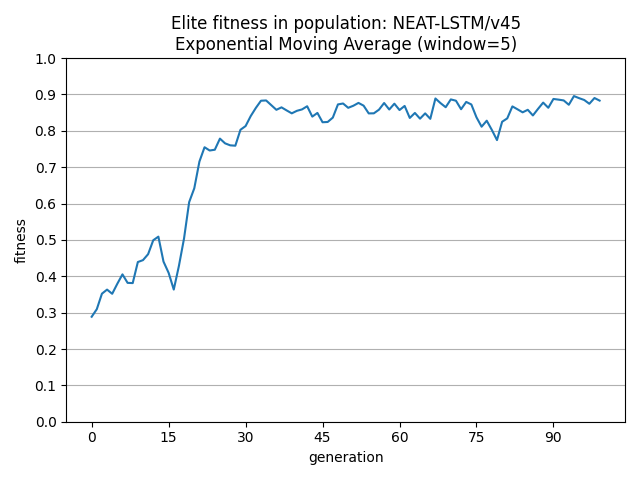 Elite fitness in population: NEAT-LSTM/v45
Exponential Moving Average (window=5)
1.0
0.9
0.8
0.7
0.6
0.5
0.4
0.3
0.2
0.1
0.0
fitness
0 15 30 45 60 75 90
generation